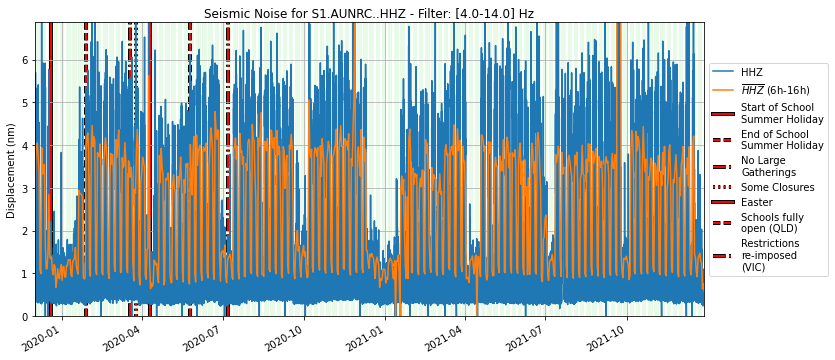 Seismic Noise for S1.AUNRC..HHZ - Filter: [4.0-14.0] Hz
Displacement (nm)
6
5
4
3
2
1
0
2020-01
2020-04
2020-07
2020-10
2021-01
2021-04
2021-07
2021-10
HHZ
HHZ (6h-16h)
Start of School
Summer Holiday
End of School
Summer Holiday
No Large
Gatherings
Some Closures
Easter
Schools fully
open (QLD)
Restrictions
re-imposed
(VIC)